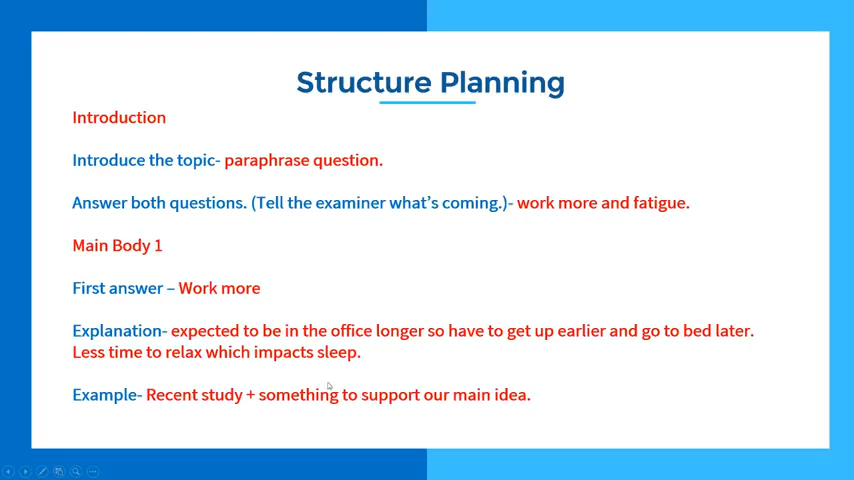 Structure Planning
Introduction
Introduce the topic- paraphrase question.
Answer both questions. (Tell the examiner what’s coming.)- work more and fatigue.
Main Body 1
First answer – Work more
Explanation- expected to be in the office longer so have to get up earlier and go to bed later.
Less time to relax which impacts sleep.
Example- Recent study + something to support our main idea.